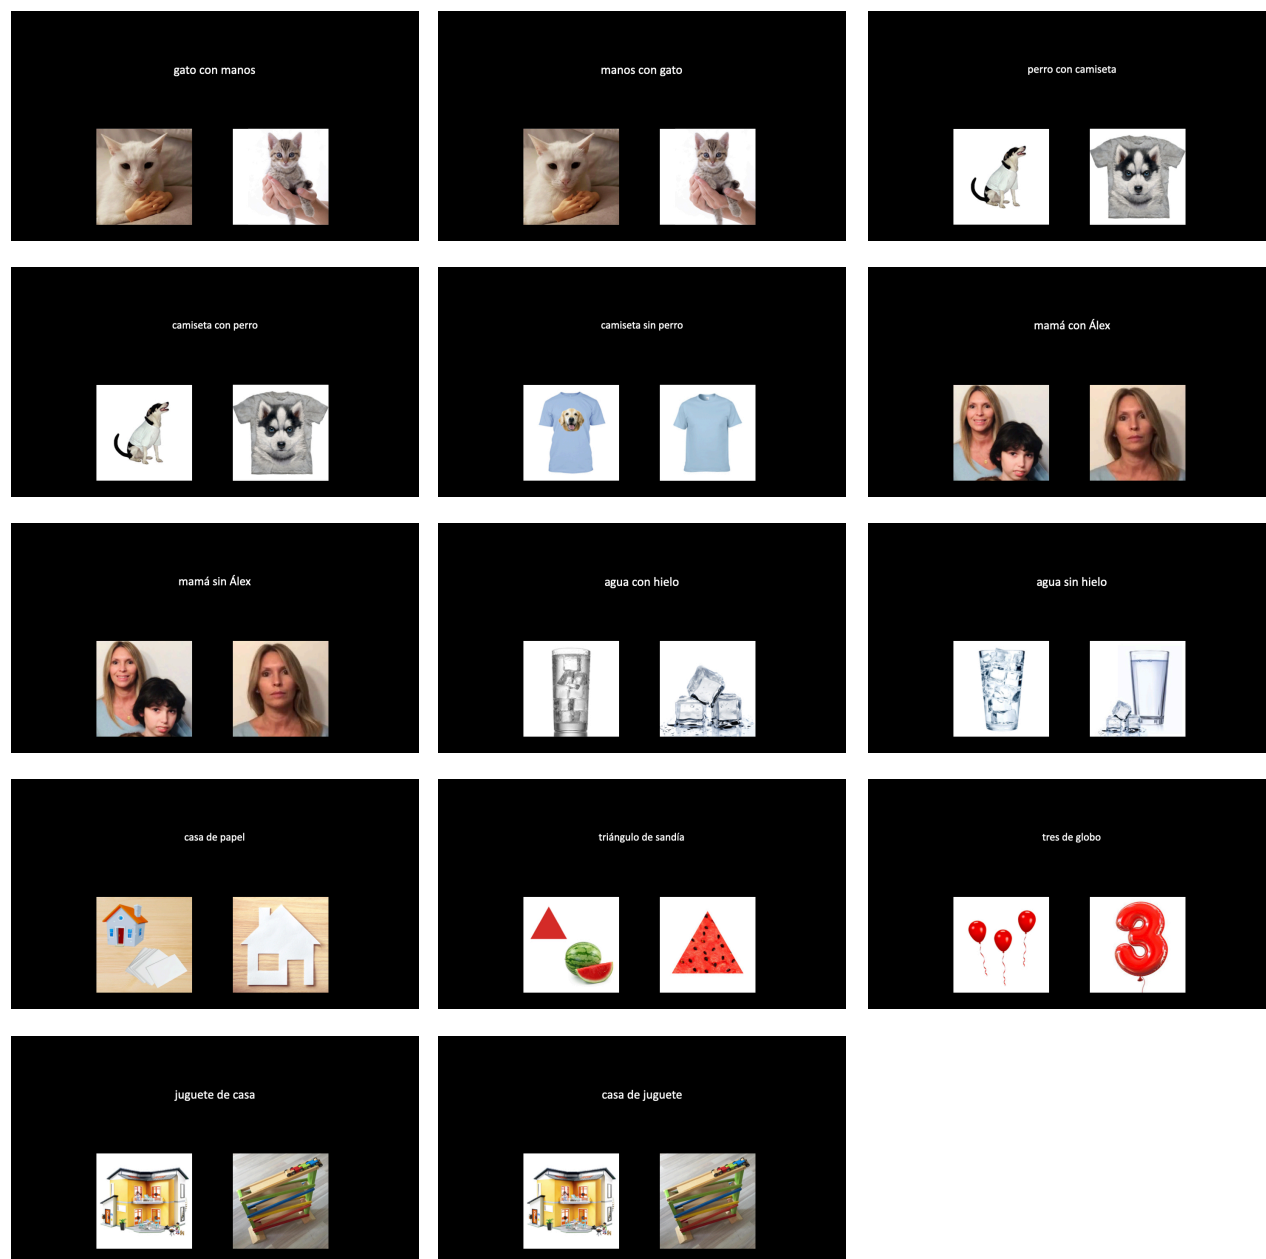 gato con manos
manos con gato
perro con camiseta
camiseta con perro
camiseta sin perro
mamá con Álex
mamá sin Álex
agua con hielo
agua sin hielo
casa de papel
triángulo de sandía
tres de globo
3
juguete de casa
casa de juguete